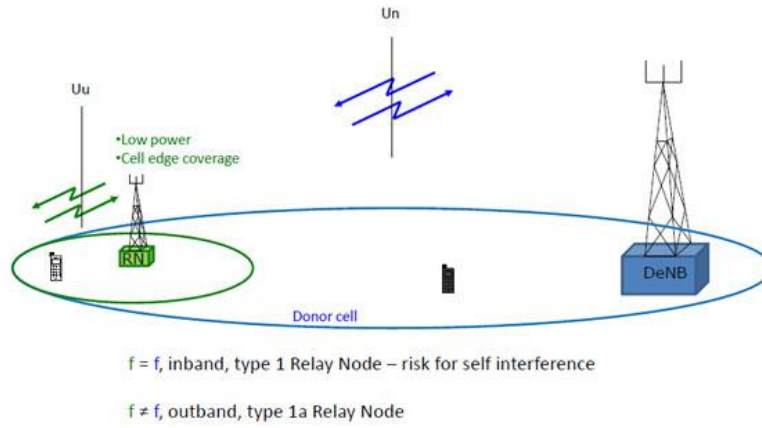 Un
Uu
•Low power
•Cell edge coverage
RN
DeNB
Donor cell
f = f, inband, type 1 Relay Node – risk for self interference
f ≠ f, outband, type 1a Relay Node